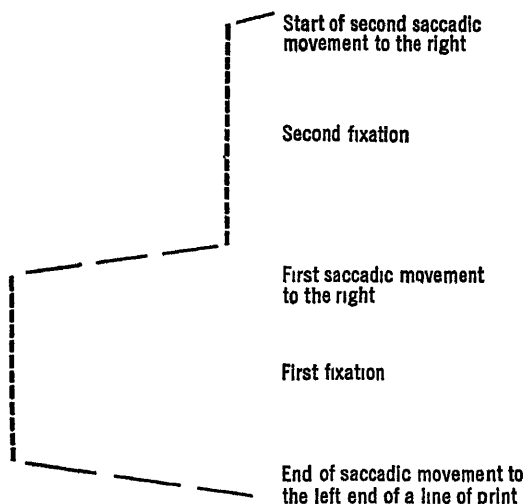 Start of second saccadic
movement to the right
Second fixation
First saccadic movement
to the right
First fixation
End of saccadic movement to
the left end of a line of print